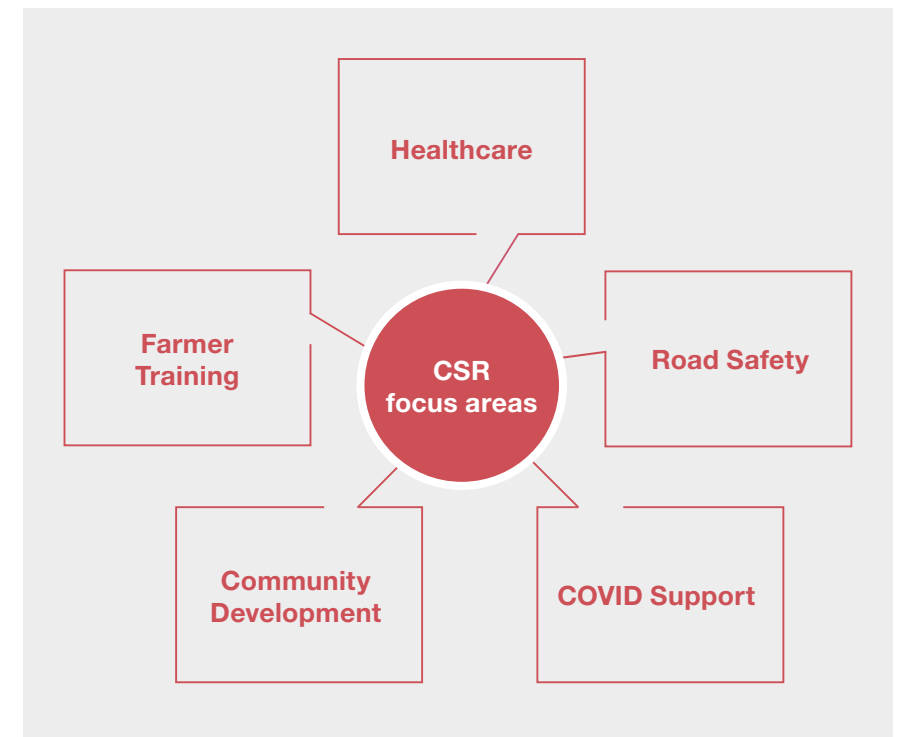 Healthcare
Farmer
Training
CSR
focus areas
Road Safety
Community
Development
COVID Support